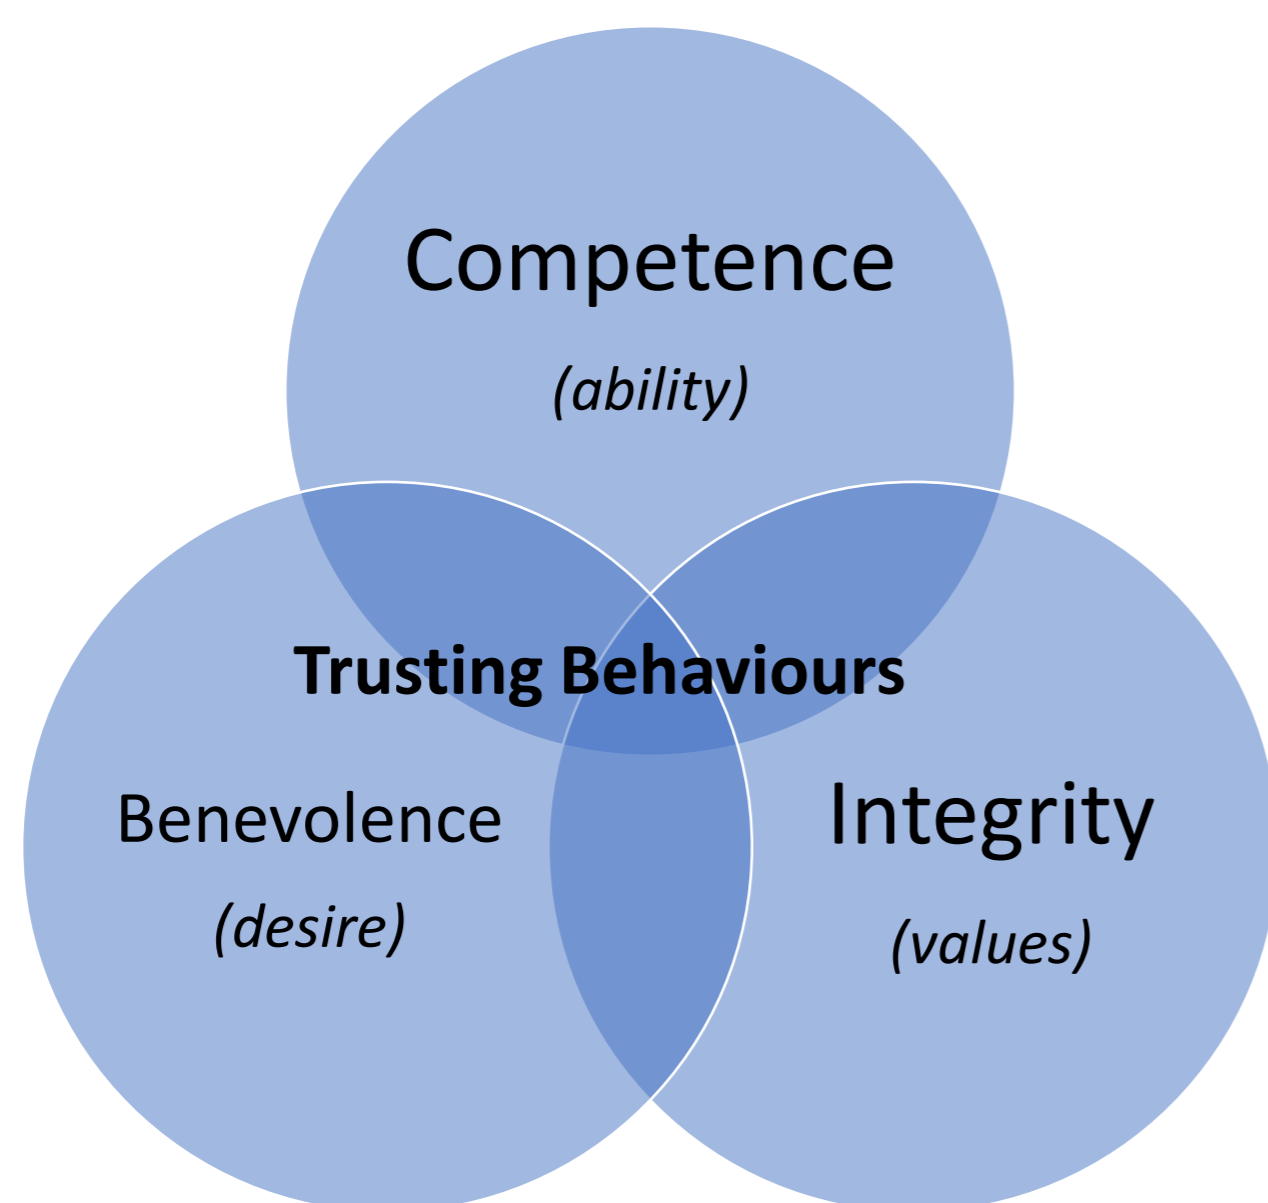 Competence
(ability)
Trusting Behaviours
Benevolence
(desire)
Integrity
(values)